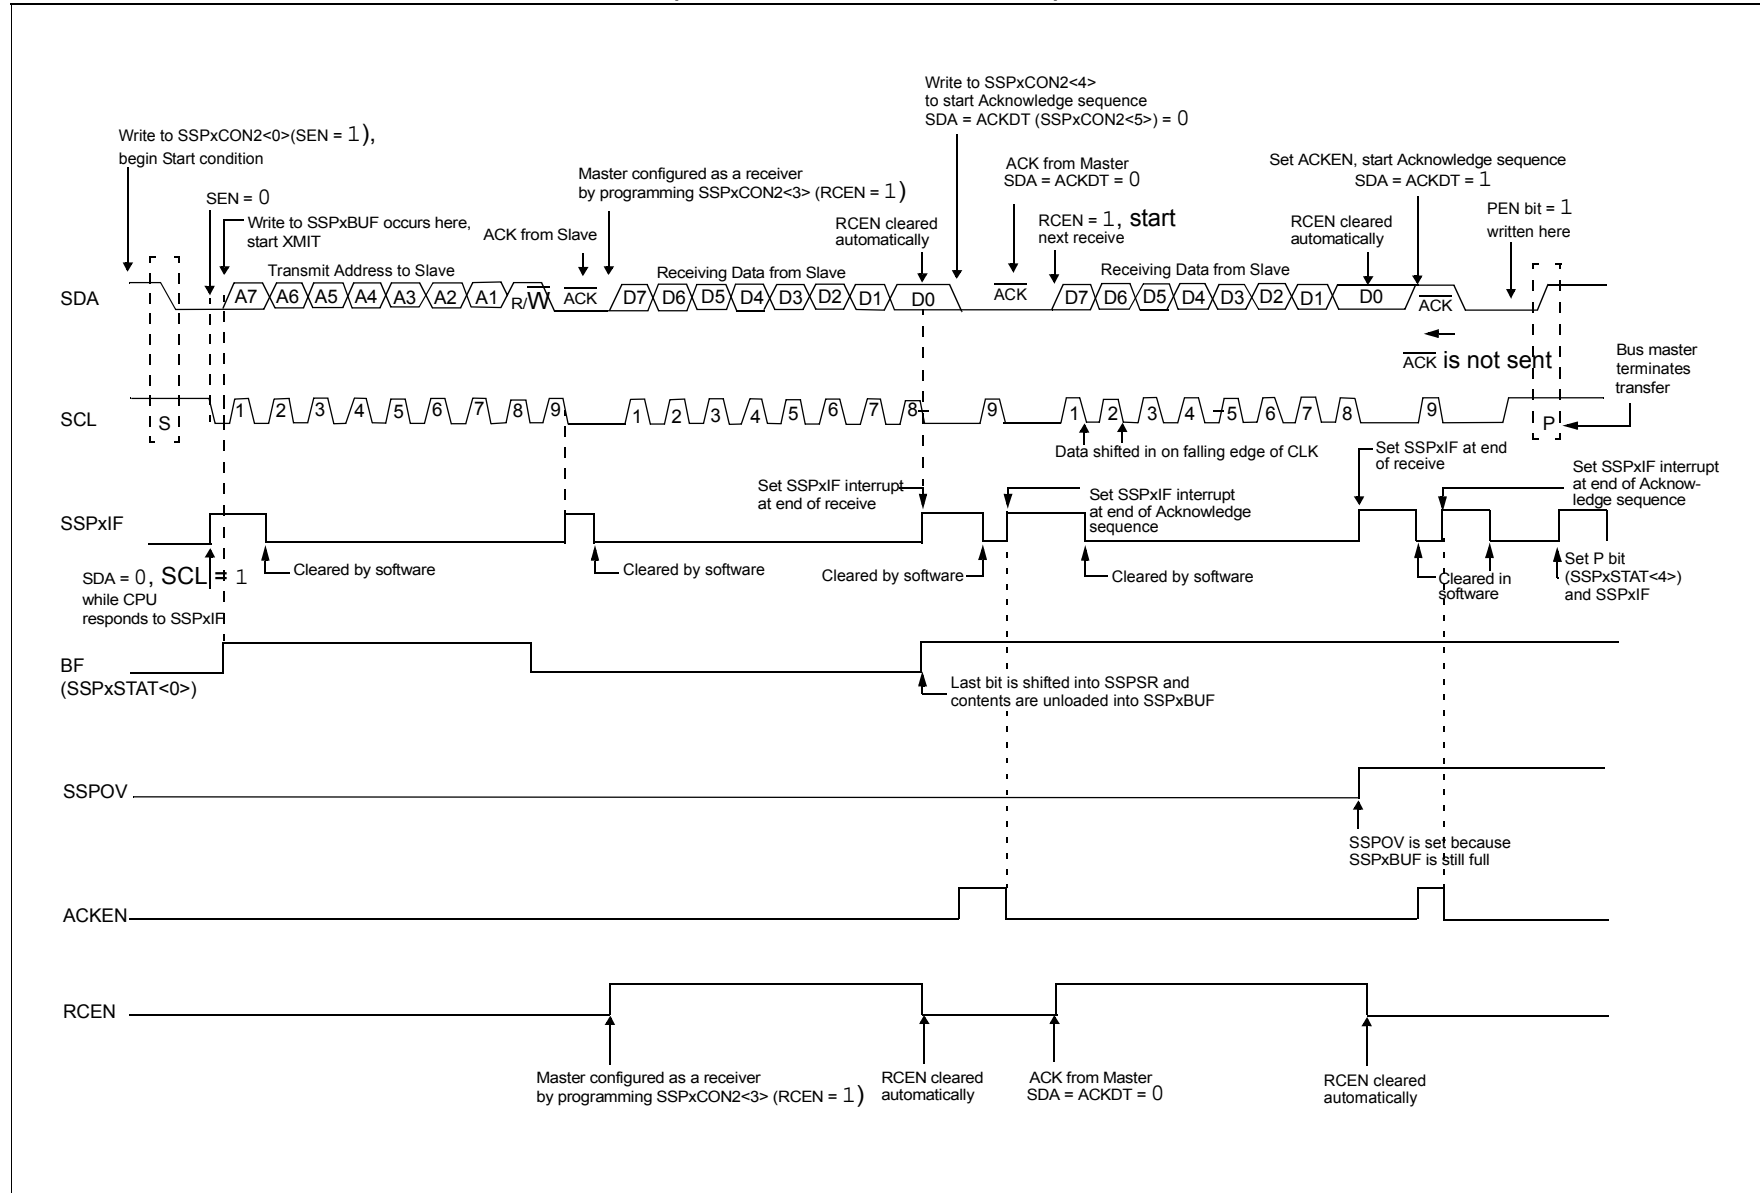 Write to SSPxCON2<4>
to start Acknowledge sequence
SDA = ACKDT (SSPxCON2<5>) = 0
Write to SSPxCON2<0>(SEN = 1),
begin Start condition
ACK from Master
SDA = ACKDT = 0
Set ACKEN, start Acknowledge sequence
SDA = ACKDT = 1
Master configured as a receiver
by programming SSPxCON2<3> (RCEN = 1)
SEN = 0
PEN bit = 1
written here
Write to SSPxBUF occurs here,
start XMIT
ACK from Slave
RCEN cleared
automatically
RCEN = 1, start
next receive
RCEN cleared
automatically
Transmit Address to Slave
Receiving Data from Slave
Receiving Data from Slave
SDA
A7 A6 A5 A4 A3 A2 A1 R/W ACK D7 D6 D5 D4 D3 D2 D1 D0 ACK D7 D6 D5 D4 D3 D2 D1 D0 ACK
ACK is not sent
Bus master
terminates
transfer
SCL
S 1 2 3 4 5 6 7 8 9 1 2 3 4 5 6 7 8 9 1 2 3 4 5 6 7 8 9 P
Data shifted in on falling edge of CLK
Set SSPxIF at end
of receive
Set SSPxIF interrupt
at end of Acknow-
ledge sequence
Set SSPxIF interrupt
at end of receive
Set SSPxIF interrupt
at end of Acknowledge
sequence
SSPxIF
Cleared by software
Cleared by software
Cleared by software
Cleared by software
Cleared in
software
Set P bit
(SSPxSTAT<4>)
and SSPxIF
SDA = 0, SCL = 1
while CPU
responds to SSPxIF
BF
(SSPxSTAT<0>)
Last bit is shifted into SSPSR and
contents are unloaded into SSPxBUF
SSPOV
SSPOV is set because
SSPxBUF is still full
ACKEN
RCEN
Master configured as a receiver
by programming SSPxCON2<3> (RCEN = 1)
RCEN cleared
automatically
ACK from Master
SDA = ACKDT = 0
RCEN cleared
automatically